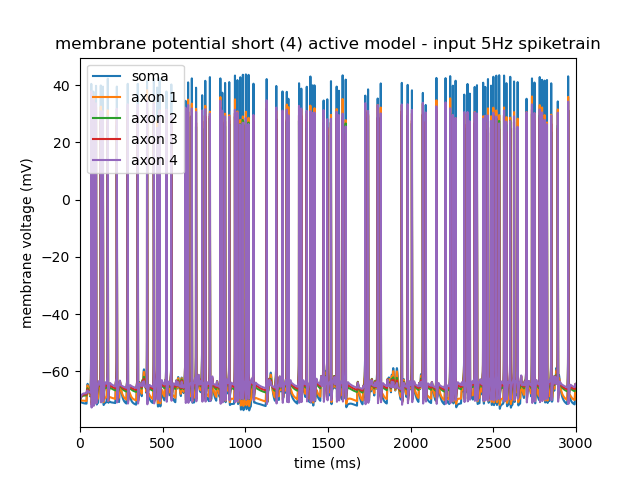 membrane potential short (4) active model - input 5Hz spiketrain
membrane voltage (mV)
40
20
0
−20
−40
−60
soma
axon 1
axon 2
axon 3
axon 4
0
500
1000
1500
2000
2500
3000
time (ms)